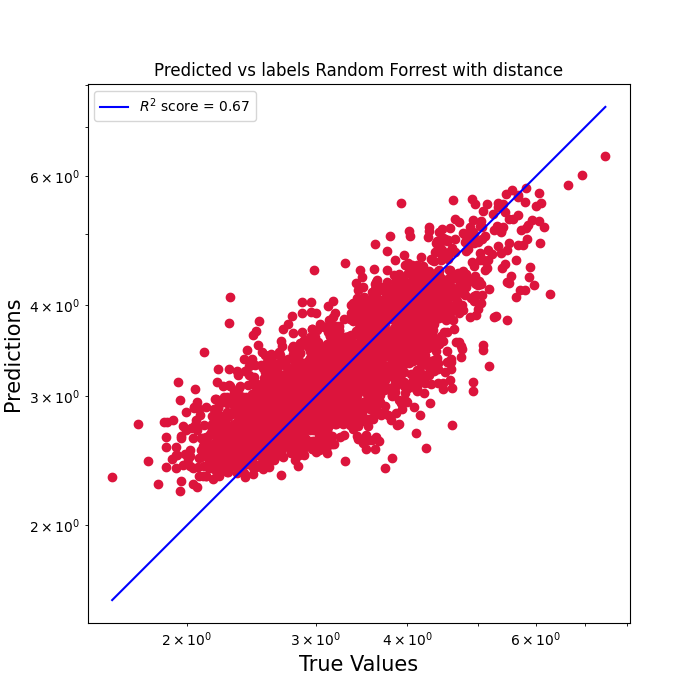 Predicted vs labels Random Forrest with distance
R² score = 0.67
Predictions
6 × 10⁰
4 × 10⁰
3 × 10⁰
2 × 10⁰
2 × 10⁰ 3 × 10⁰ 4 × 10⁰ 6 × 10⁰
True Values